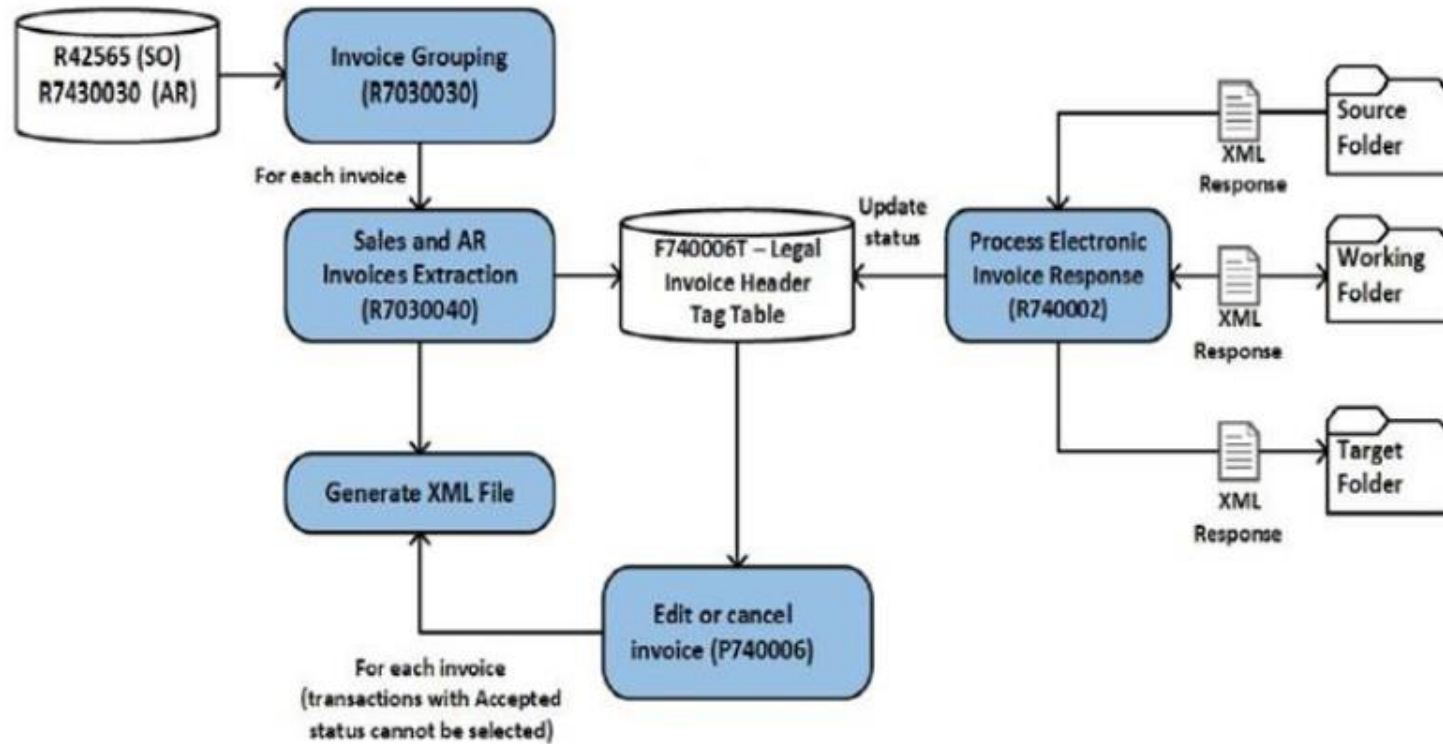 R42565 (SO)
R7430030 (AR)
Invoice Grouping
(R7030030)
For each invoice
Sales and AR
Invoices Extraction
(R7030040)
F740006T – Legal
Invoice Header
Tag Table
Update
status
Process Electronic
Invoice Response
(R740002)
XML
Response
Source
Folder
XML
Response
Working
Folder
XML
Response
Target
Folder
Generate XML File
Edit or cancel
invoice (P740006)
For each invoice
(transactions with Accepted
status cannot be selected)